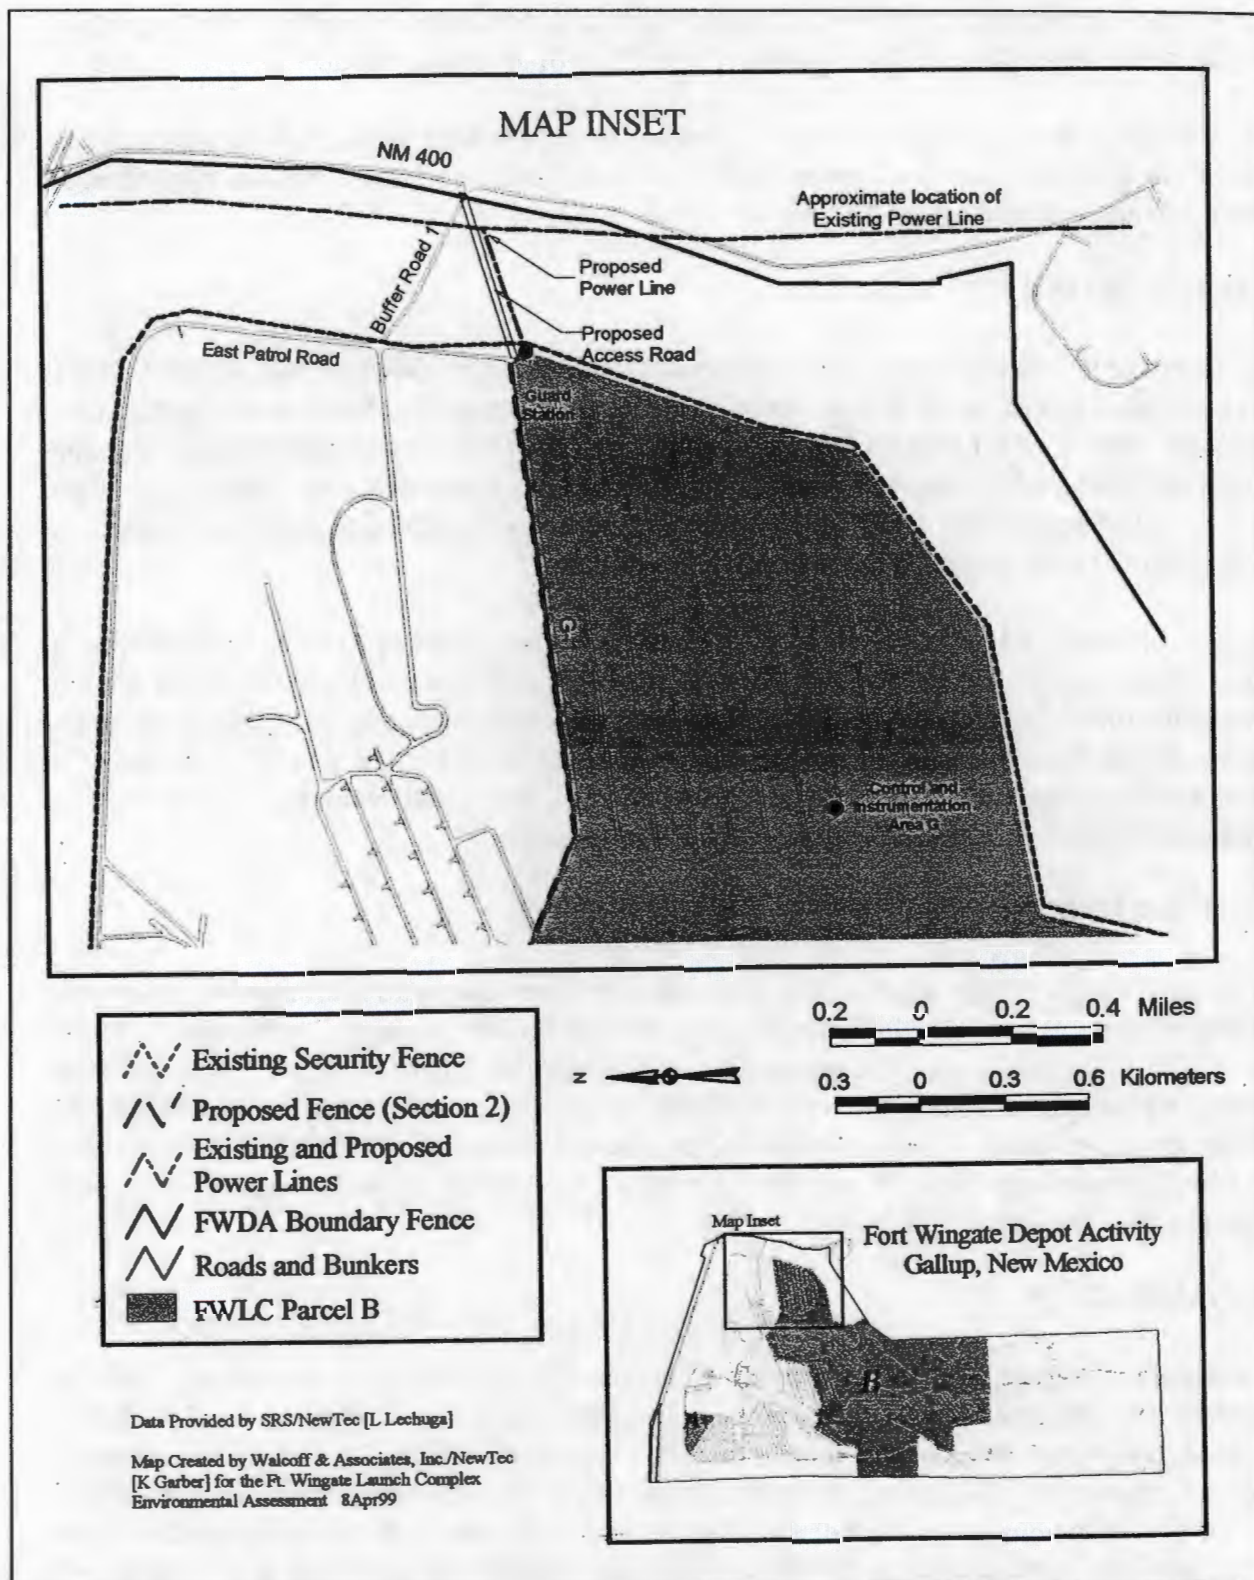 MAP INSET
NM 400
Approximate location of
Existing Power Line
Buffer Road 1
Proposed
Power Line
East Patrol Road
Proposed
Access Road
Guard
Station
G
Control and
Instrumentation
Area G
0.2 0 0.2 0.4 Miles
Existing Security Fence
N
0.3 0 0.3 0.6 Kilometers
Proposed Fence (Section 2)
Existing and Proposed
Power Lines
FWDA Boundary Fence
Roads and Bunkers
FWLC Parcel B
Map Inset
Fort Wingate Depot Activity
Gallup, New Mexico
B
A
Data Provided by SRS/NewTec [L Lechuga]
Map Created by Walcoff & Associates, Inc./NewTec
[K Garber] for the Ft. Wingate Launch Complex
Environmental Assessment 8Apr99